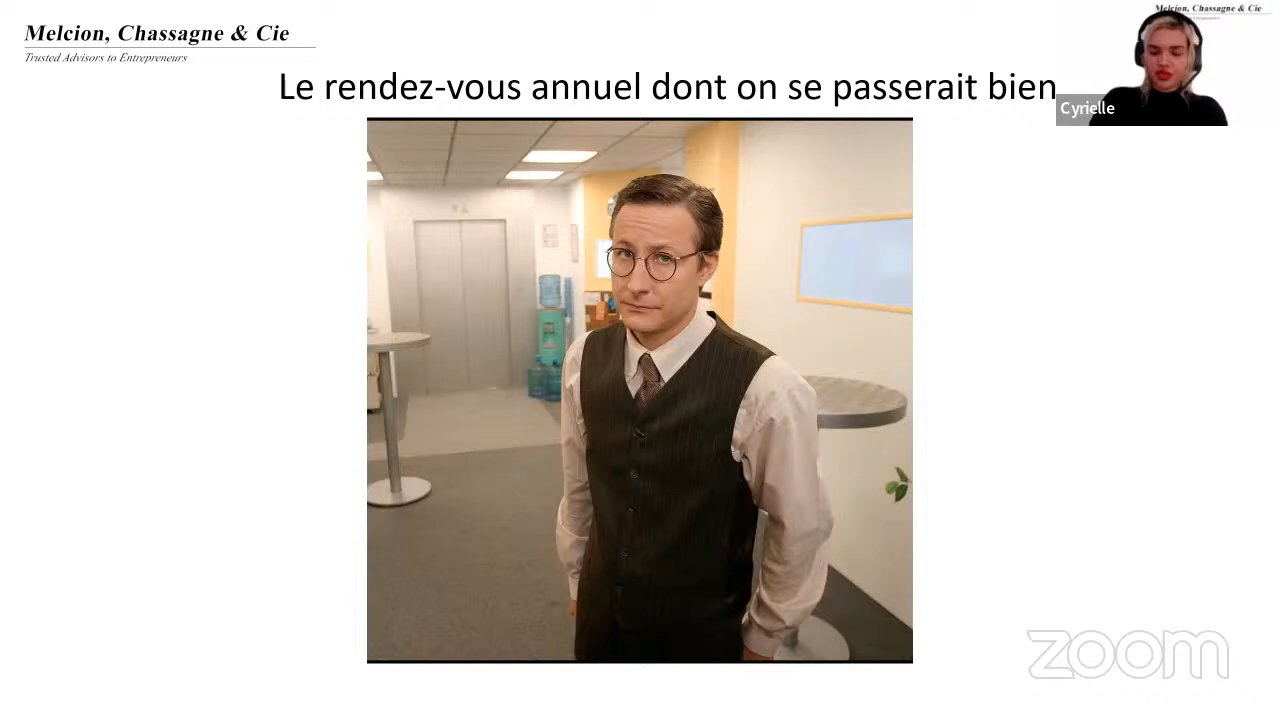 Melcion, Chassagne & Cie
Trusted Advisors to Entrepreneurs
Le rendez-vous annuel dont on se passerait bien
Melcion, Chassagne & Cie
Cyrielle
zoom